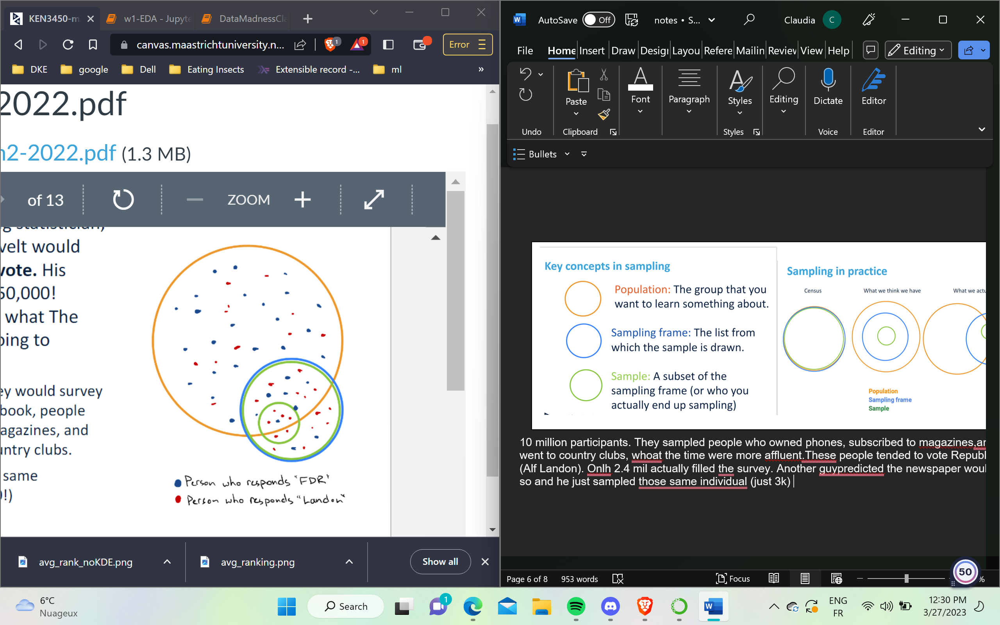 KEN3450-m
w1-EDA - Jupyte
DataMadnessCla
canvas.maastrichtuniversity.n...
1
1
Error
DKE
google
Dell
Eating Insects
Extensible record -...
ml
»
2022.pdf
n2-2022.pdf (1.3 MB)
of 13
ZOOM
g statistician)
velt would
vote. His
50,000!
what The
oing to
ey would survey
book, people
agazines, and
untry clubs.
same
!)
Person who responds "FDR"
Person who responds "Landon"
avg_rank_noKDE.png
avg_ranking.png
Show all
AutoSave
Off
notes • S...
Claudia
C
File
Home
Insert
Draw
Desigı
Layou
Refere
Mailin
Reviev
View
Help
Editing
Paste
Font
Paragraph
Styles
Editing
Dictate
Editor
Undo
Clipboard
Styles
Voice
Editor
Bullets
Key concepts in sampling
Population: The group that you
want to learn something about.
Sampling frame: The list from
which the sample is drawn.
Sample: A subset of the
sampling frame (or who you
actually end up sampling)
Sampling in practice
Census
What we think we have
What we actu
Population
Sampling frame
Sample
10 million participants. They sampled people who owned phones, subscribed to magazines,ar
went to country clubs, whoat the time were more affluent.These people tended to vote Republ
(Alf Landon). Onlh 2.4 mil actually filled the survey. Another guypredicted the newspaper woul
so and he just sampled those same individual (just 3k)
Page 6 of 8
953 words
Focus
50
%
6°C
Nuageux
Search
1
W
ENG
FR
12:30 PM
3/27/2023